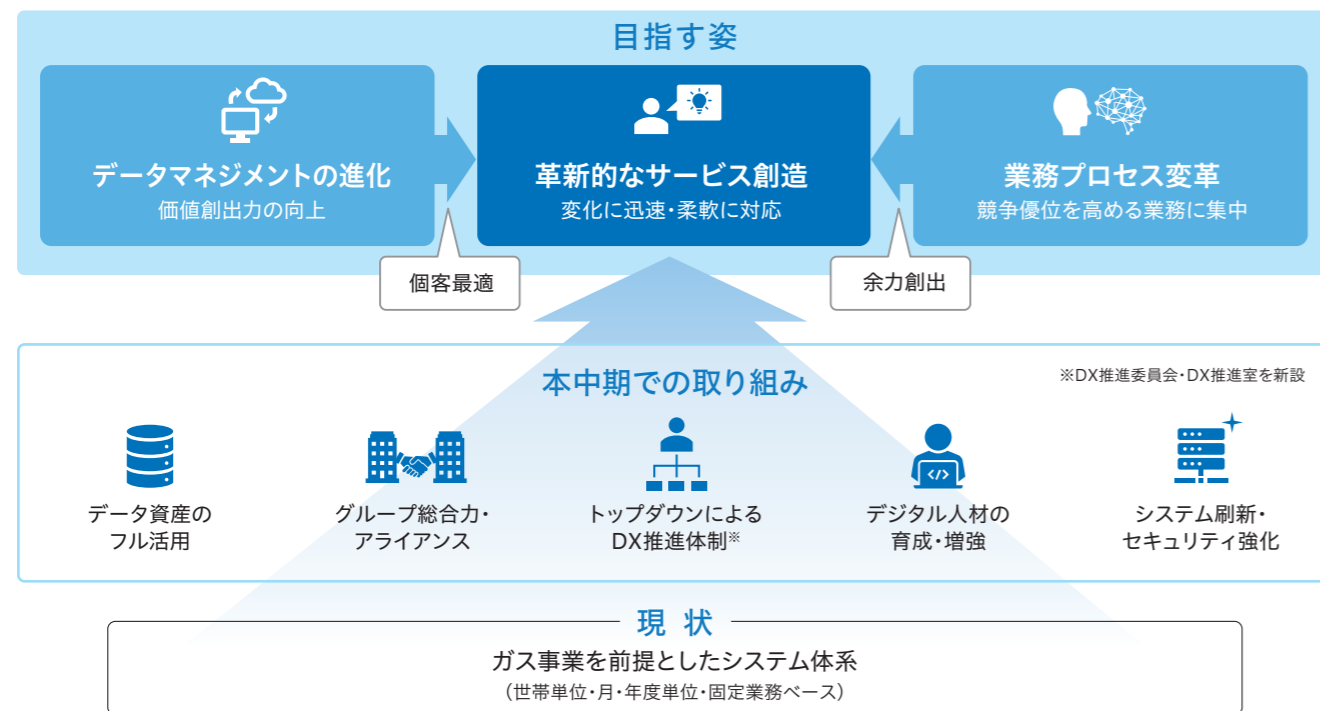 目指す姿
データマネジメントの進化
価値創出力の向上
革新的なサービス創造
変化に迅速・柔軟に対応
業務プロセス変革
競争優位を高める業務に集中
個客最適
余力創出
本中期での取り組み
※DX推進委員会・DX推進室を新設
データ資産の
フル活用
グループ総合力・
アライアンス
トップダウンによる
DX推進体制※
</>
デジタル人材の
育成・増強
システム刷新・
セキュリティ強化
現 状
ガス事業を前提としたシステム体系
（世帯単位・月・年度単位・固定業務ベース）